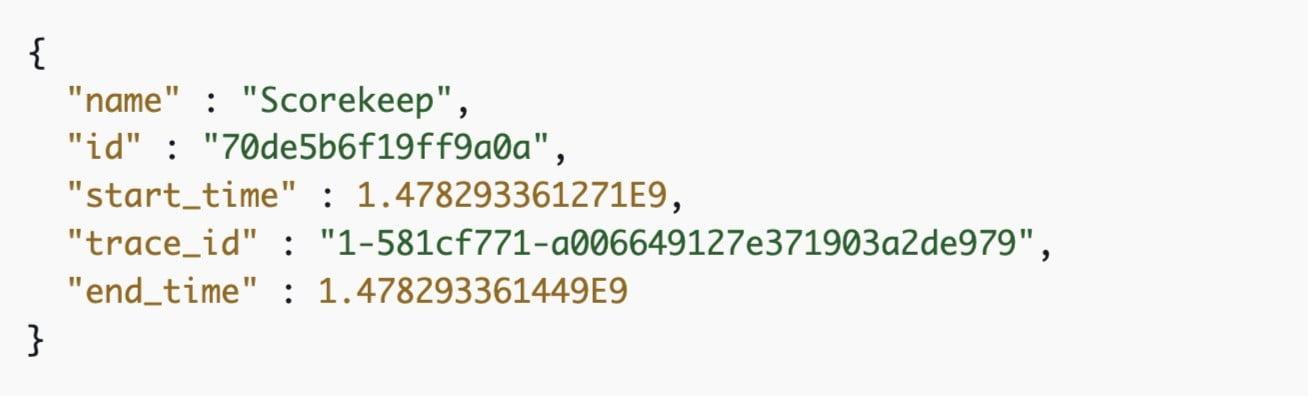 {
"name" : "Scorekeep",
"id" : "70de5b6f19ff9a0a",
"start_time" : 1.478293361271E9,
"trace_id" : "1-581cf771-a006649127e371903a2de979",
"end_time" : 1.478293361449E9
}